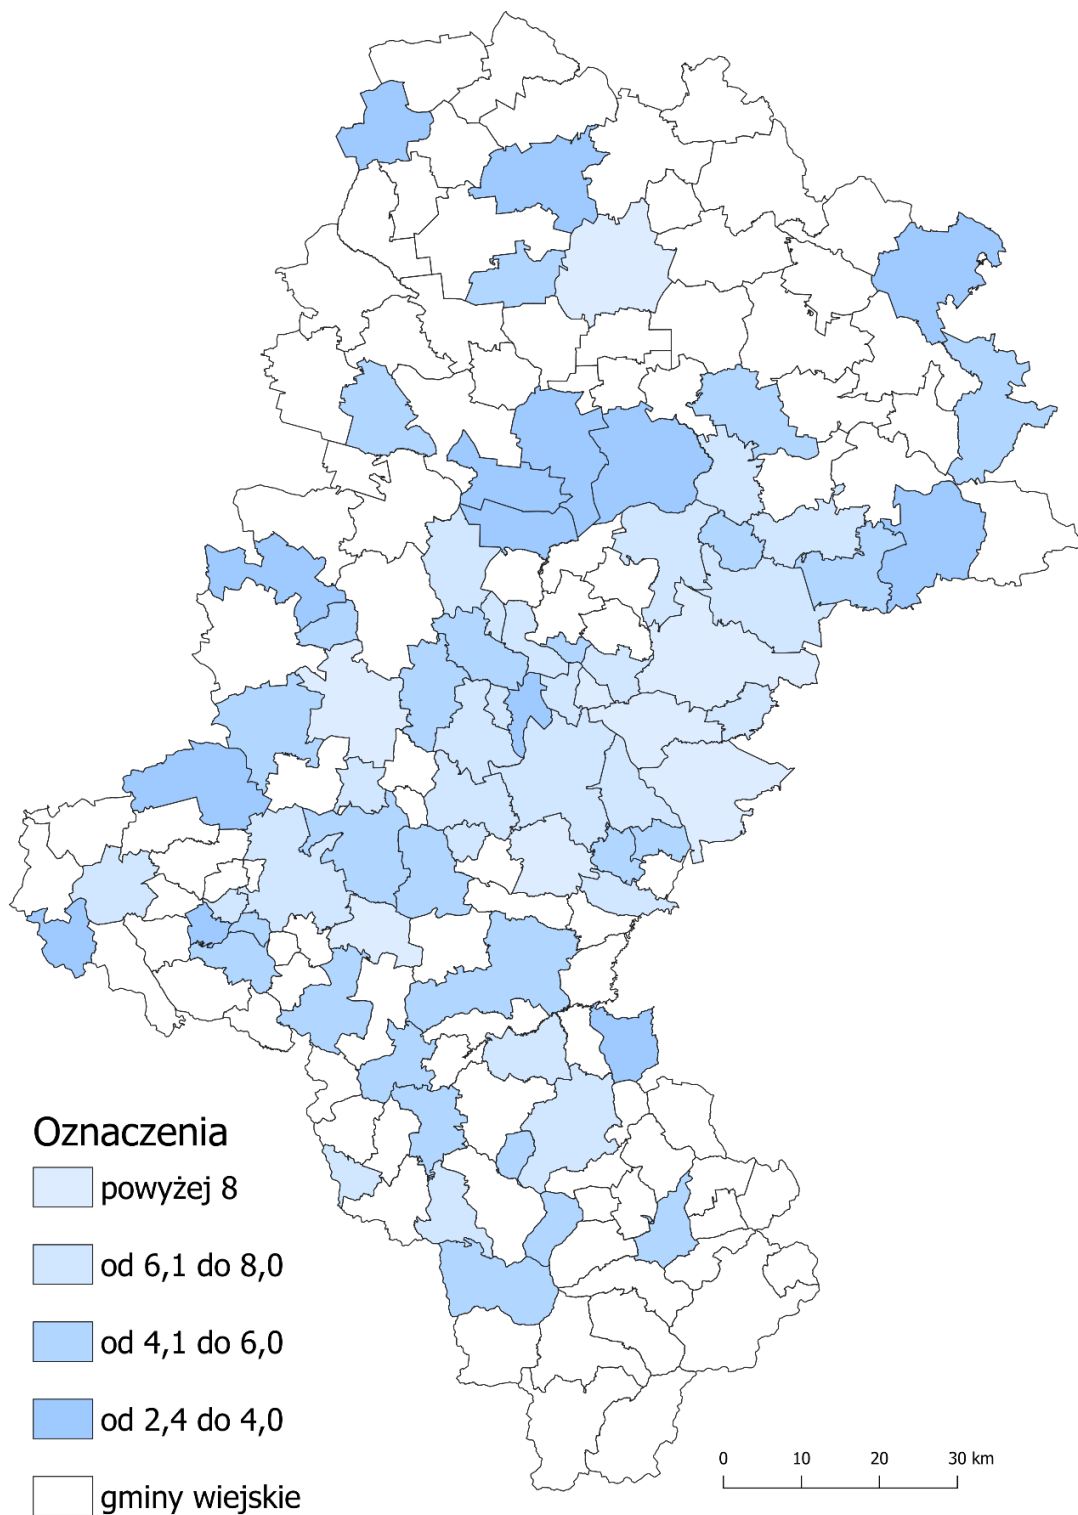 Oznaczenia
powyżej 8
od 6,1 do 8,0
od 4,1 do 6,0
od 2,4 do 4,0
gminy wiejskie
0 10 20 30 km